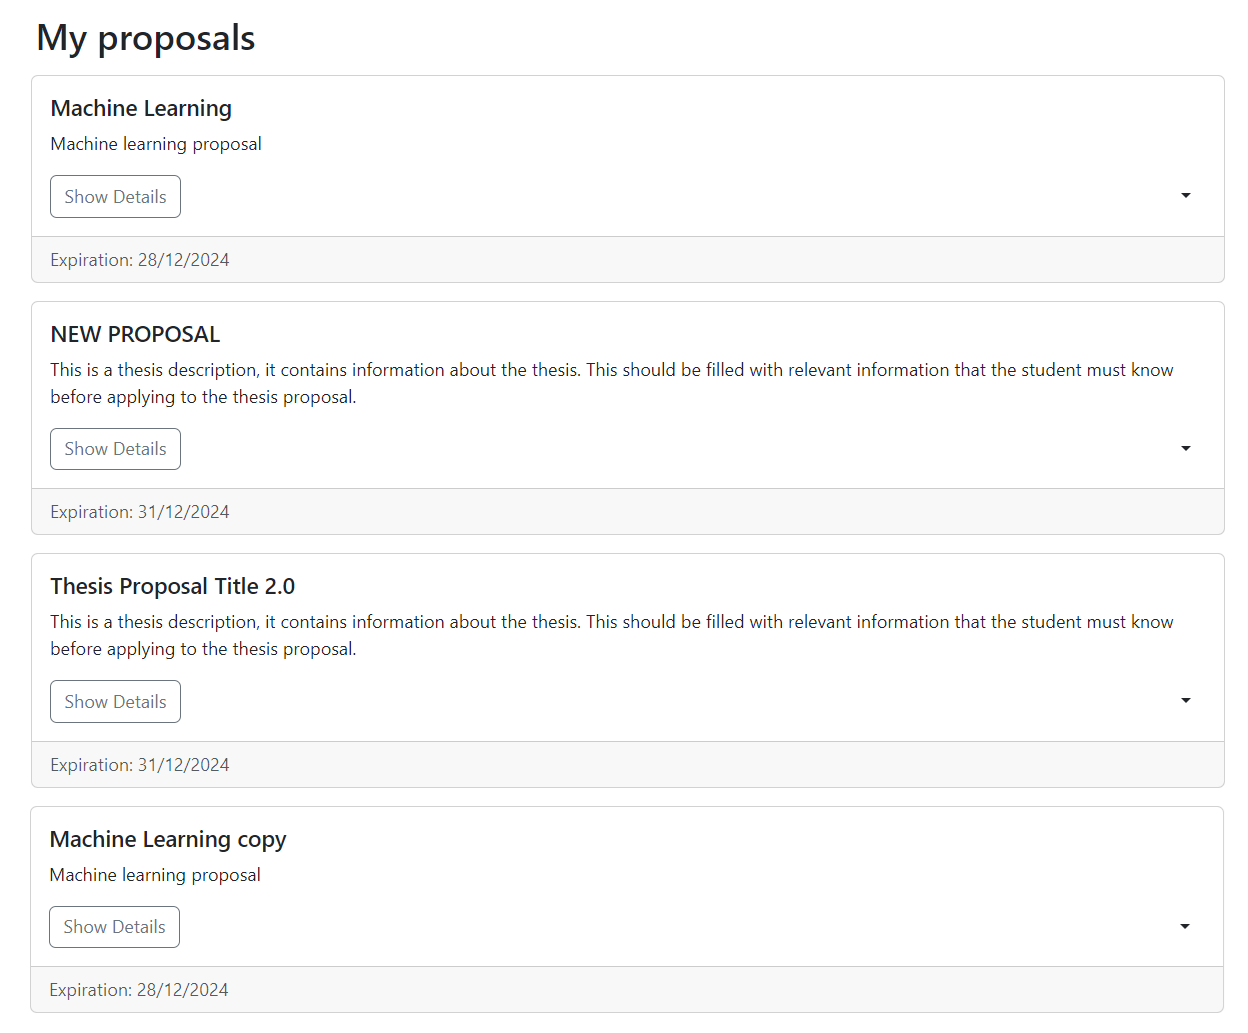 My proposals
Machine Learning
Machine learning proposal
Show Details
Expiration: 28/12/2024
NEW PROPOSAL
This is a thesis description, it contains information about the thesis. This should be filled with relevant information that the student must know
before applying to the thesis proposal.
Show Details
Expiration: 31/12/2024
Thesis Proposal Title 2.0
This is a thesis description, it contains information about the thesis. This should be filled with relevant information that the student must know
before applying to the thesis proposal.
Show Details
Expiration: 31/12/2024
Machine Learning copy
Machine learning proposal
Show Details
Expiration: 28/12/2024